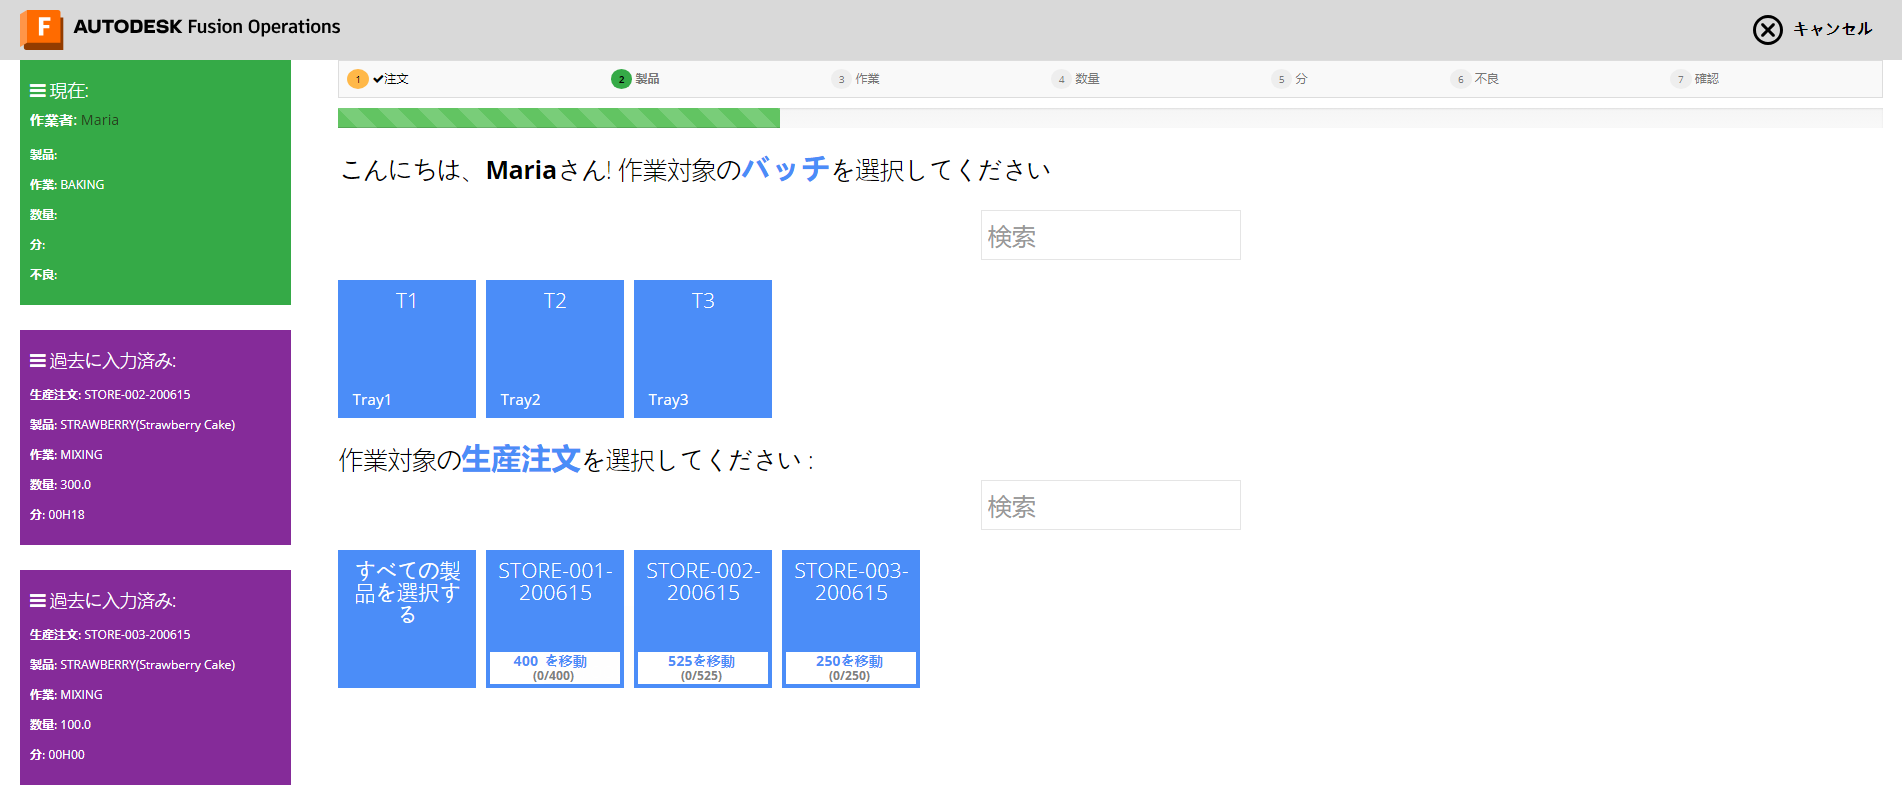 F AUTODESK Fusion Operations
キャンセル
1 ✔注文 2 製品 3 作業 4 数量 5 分 6 不良 7 確認
現在:
作業者: Maria
製品:
作業: BAKING
数量:
分:
不良:
過去に入力済み:
生産注文: STORE-002-200615
製品: STRAWBERRY(Strawberry Cake)
作業: MIXING
数量: 300.0
分: 00H18
過去に入力済み:
生産注文: STORE-003-200615
製品: STRAWBERRY(Strawberry Cake)
作業: MIXING
数量: 100.0
分: 00H00
こんにちは、Mariaさん! 作業対象のバッチを選択してください
検索
T1
Tray1
T2
Tray2
T3
Tray3
作業対象の生産注文を選択してください :
検索
すべての製
品を選択す
る
STORE-001-
200615
400 を移動
(0/400)
STORE-002-
200615
525を移動
(0/525)
STORE-003-
200615
250を移動
(0/250)